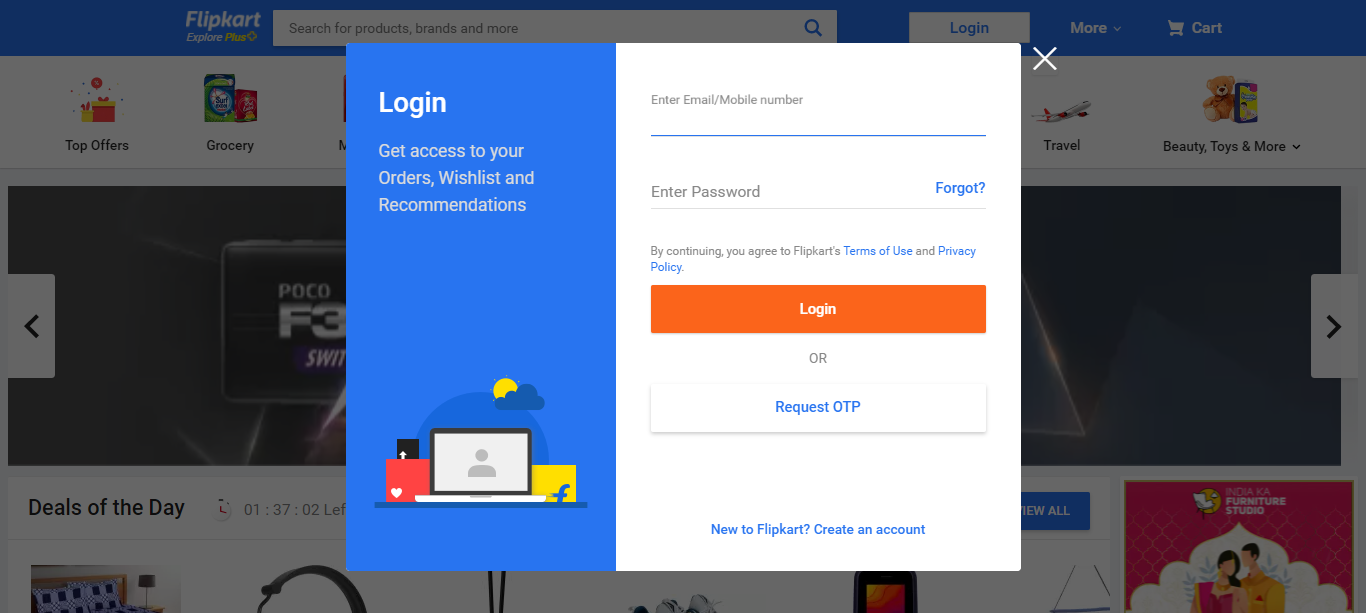 Flipkart
Explore Plus
Search for products, brands and more
Login
More
Cart
Top Offers
Grocery
Travel
Beauty, Toys & More
Login
Get access to your
Orders, Wishlist and
Recommendations
Enter Email/Mobile number
Enter Password
Forgot?
By continuing, you agree to Flipkart's Terms of Use and Privacy
Policy.
Login
OR
Request OTP
New to Flipkart? Create an account
POCO
F3
Deals of the Day
01 : 37 : 02 Lef
VIEW ALL
INDIA KA
FURNITURE
STUDIO